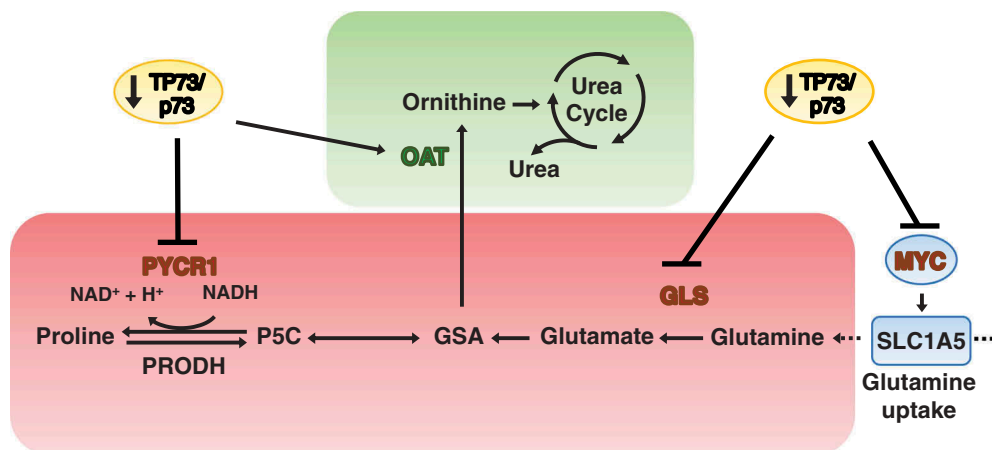 TP73/
p73
Ornithine
Urea
Cycle
OAT
Urea
TP73/
p73
PYCR1
NAD⁺ + H⁺
NADH
GLS
MYC
Proline
P5C
GSA
Glutamate
Glutamine
SLC1A5
PRODH
Glutamine
uptake